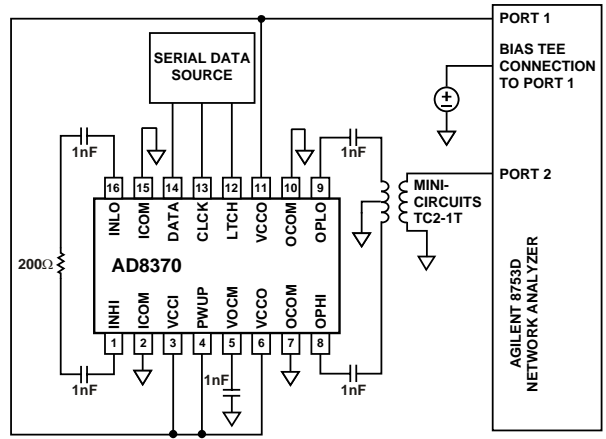 PORT 1
BIAS TEE
CONNECTION
TO PORT 1
SERIAL DATA
SOURCE
1nF
1nF
PORT 2
MINI-
CIRCUITS
TC2-1T
16
15
14
13
12
11
10
9
INLO
ICOM
DATA
CLCK
LTCH
VCCO
OCOM
OPLO
200Ω
AD8370
INHI
ICOM
VCCI
PWUP
VOCM
VCCO
OCOM
OPHI
1
2
3
4
5
6
7
8
1nF
1nF
1nF
AGILENT 8753D
NETWORK ANALYZER